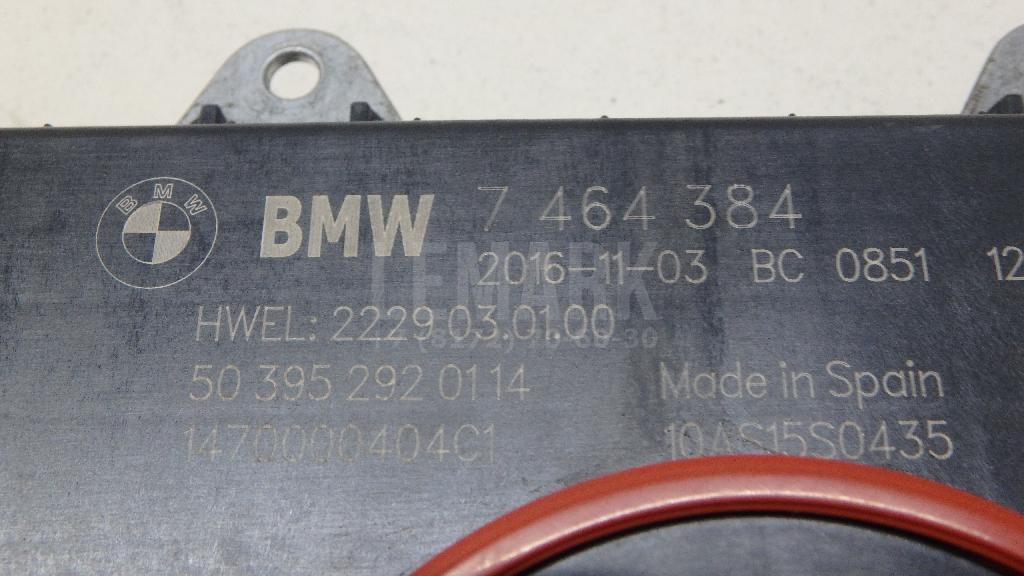 BMW BMW 7 464 384
2016-11-03 BC 0851 12
HWEL: 2229 03.01.00
50 395 292 0114 Made in Spain
1470000404C1 10AS15S0435